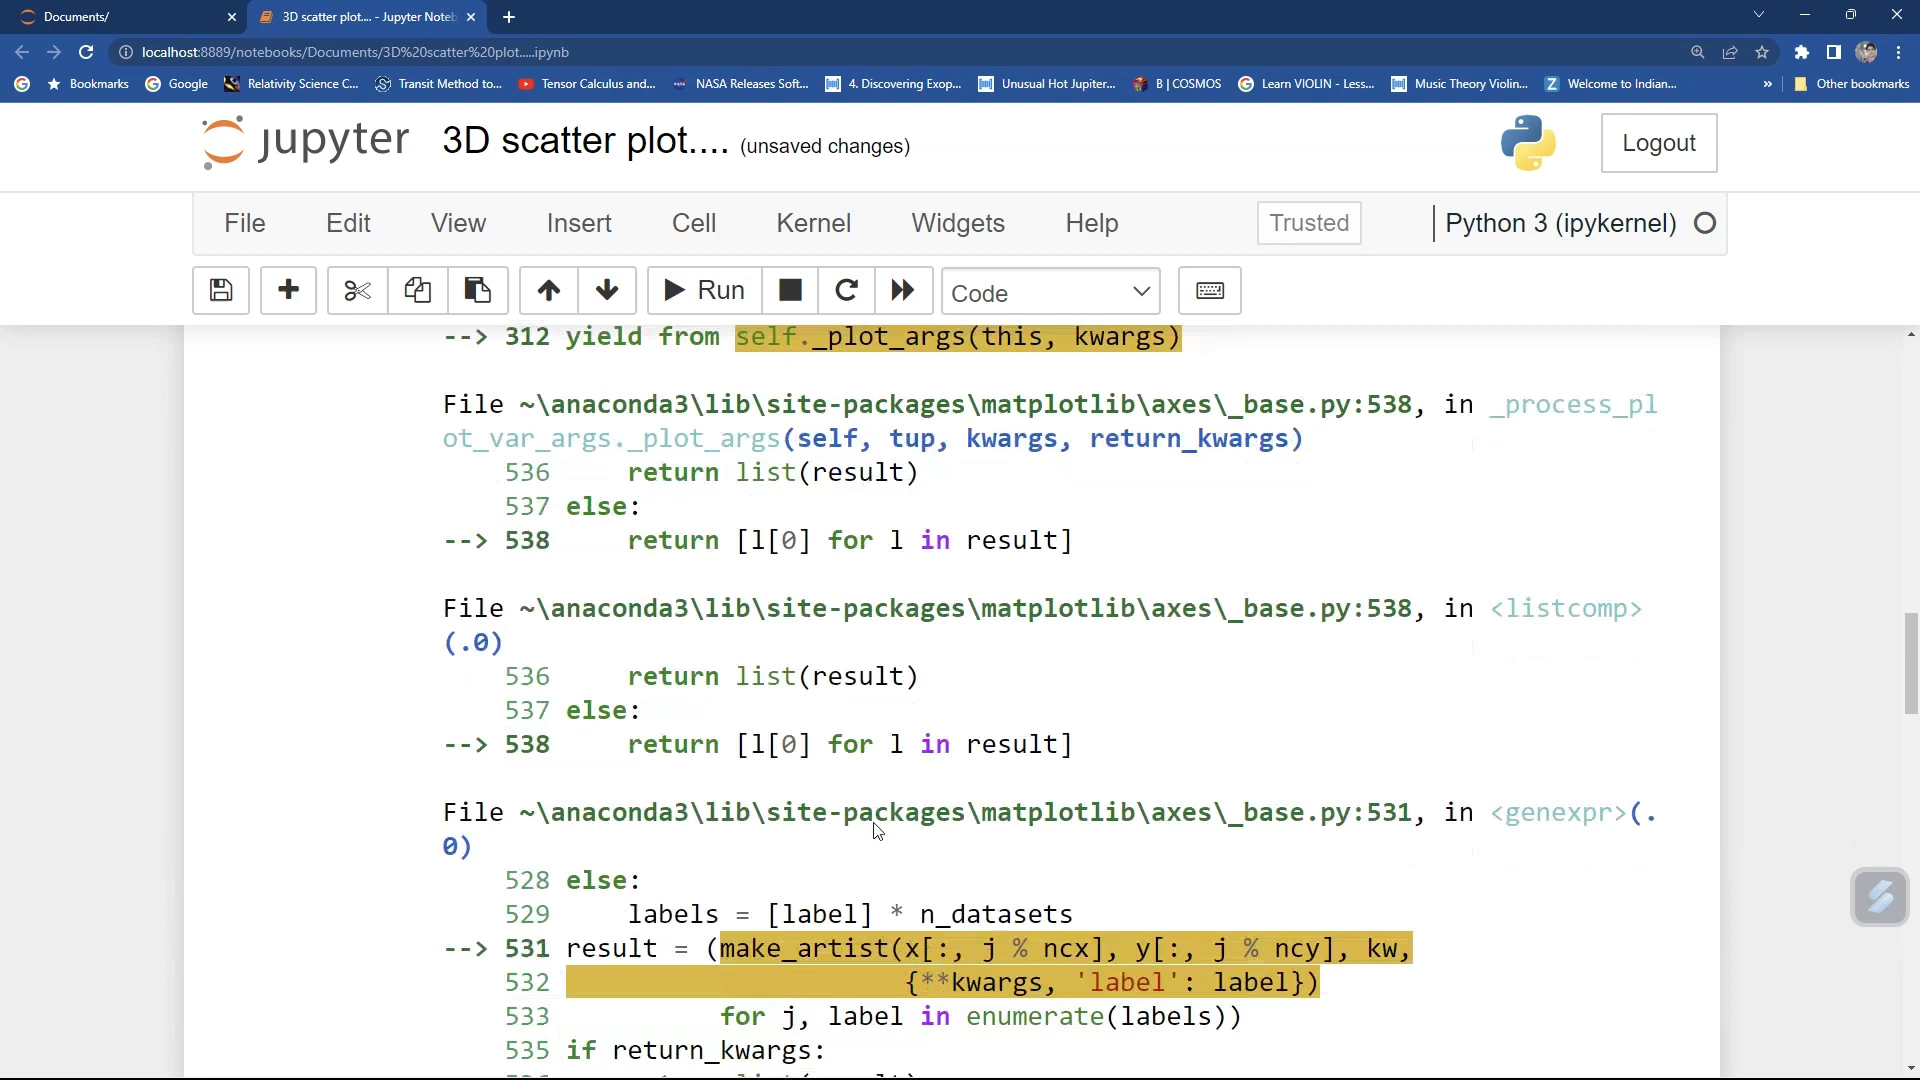 Documents/
3D scatter plot.... - Jupyter Noteb
localhost:8889/notebooks/Documents/3D%20scatter%20plot.....ipynb
Bookmarks
Google
Relativity Science C...
Transit Method to...
Tensor Calculus and...
NASA Releases Soft...
4. Discovering Exop...
Unusual Hot Jupiter...
B | COSMOS
Learn VIOLIN - Less...
Music Theory Violin...
Welcome to Indian...
»
Other bookmarks
jupyter 3D scatter plot.... (unsaved changes)
Logout
File Edit View Insert Cell Kernel Widgets Help
Trusted
Python 3 (ipykernel)
Run
Code
--> 312 yield from self._plot_args(this, kwargs)
File ~\anaconda3\lib\site-packages\matplotlib\axes\_base.py:538, in _process_pl
ot_var_args._plot_args(self, tup, kwargs, return_kwargs)
536     return list(result)
537 else:
--> 538     return [l[0] for l in result]
File ~\anaconda3\lib\site-packages\matplotlib\axes\_base.py:538, in <listcomp>
(.0)
536     return list(result)
537 else:
--> 538     return [l[0] for l in result]
File ~\anaconda3\lib\site-packages\matplotlib\axes\_base.py:531, in <genexpr>(.
0)
528 else:
529     labels = [label] * n_datasets
--> 531 result = (make_artist(x[:, j % ncx], y[:, j % ncy], kw,
532                       {**kwargs, 'label': label})
533           for j, label in enumerate(labels))
535 if return_kwargs: